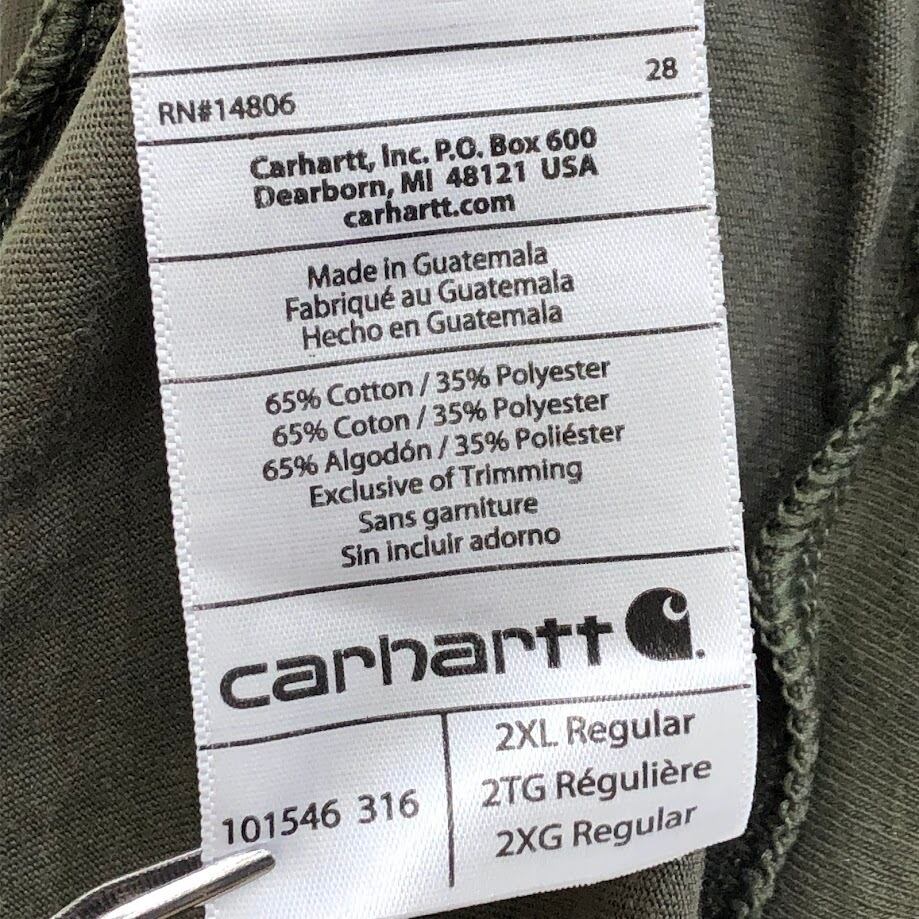 28
RN#14806
Carhartt, Inc. P.O. Box 600
Dearborn, MI 48121 USA
carhartt.com
Made in Guatemala
Fabriqué au Guatemala
Hecho en Guatemala
65% Cotton / 35% Polyester
65% Coton / 35% Polyester
65% Algodón / 35% Poliéster
Exclusive of Trimming
Sans garniture
Sin incluir adorno
carhartt
101546 316
2XL Regular
2TG Régulière
2XG Regular